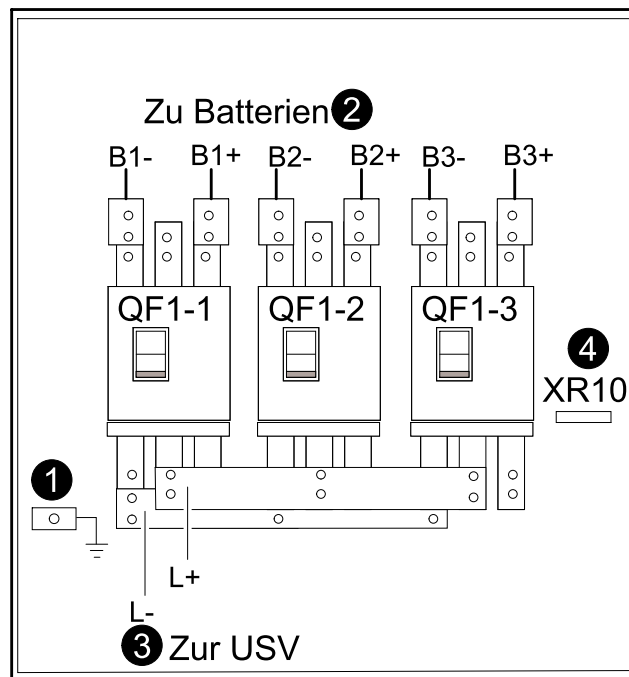 Zu Batterien 2
B1- B1+ B2- B2+ B3- B3+
QF1-1 QF1-2 QF1-3
4
XR10
1
L+
L-
3 Zur USV